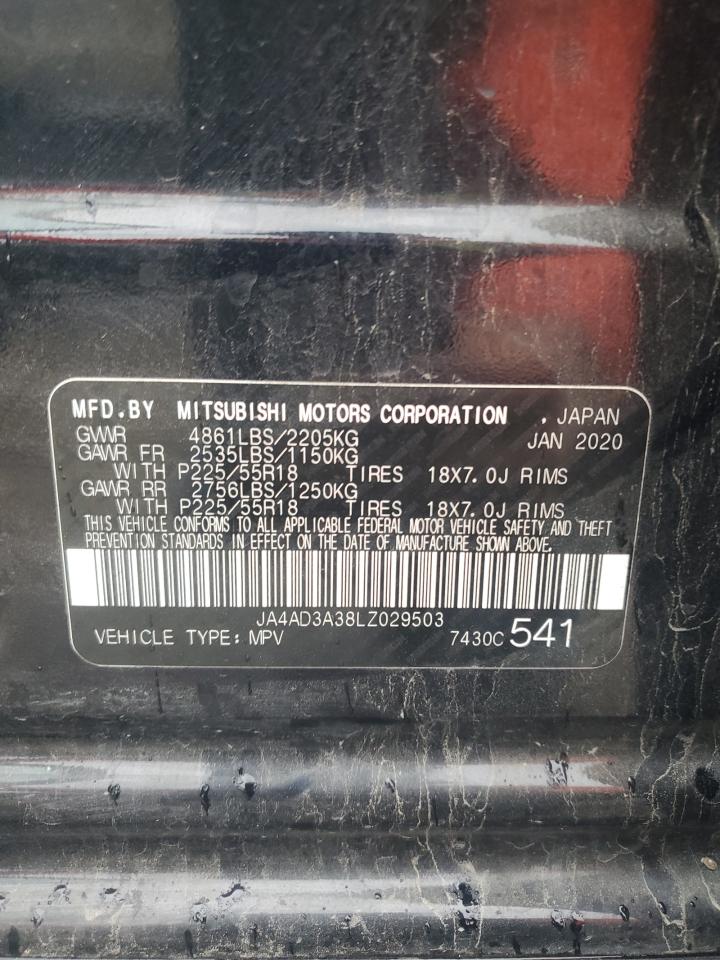 MFD.BY MITSUBISHI MOTORS CORPORATION , JAPAN
GVWR 4861LBS/2205KG JAN 2020
GAWR FR 2535LBS/1150KG
WITH P225/55R18 TIRES 18X7.0J RIMS
GAWR RR 2756LBS/1250KG
WITH P225/55R18 TIRES 18X7.0J RIMS
THIS VEHICLE CONFORMS TO ALL APPLICABLE FEDERAL MOTOR VEHICLE SAFETY AND THEFT
PREVENTION STANDARDS IN EFFECT ON THE DATE OF MANUFACTURE SHOWN ABOVE.
JA4AD3A38LZ029503
VEHICLE TYPE: MPV 7430C 541